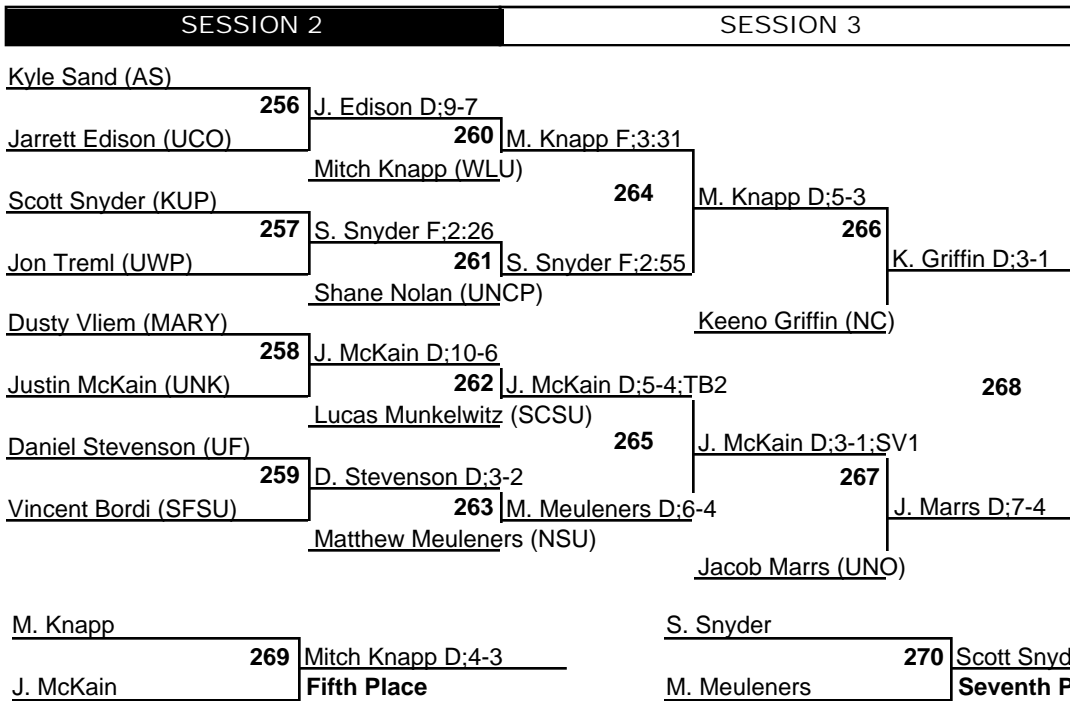 SESSION 2
SESSION 3
Kyle Sand (AS)
256
J. Edison D;9-7
Jarrett Edison (UCO)
260
M. Knapp F;3:31
Mitch Knapp (WLU)
264
Scott Snyder (KUP)
M. Knapp D;5-3
257
S. Snyder F;2:26
266
Jon Treml (UWP)
261
S. Snyder F;2:55
K. Griffin D;3-1
Shane Nolan (UNCP)
Dusty Vliem (MARY)
Keeno Griffin (NC)
258
J. McKain D;10-6
Justin McKain (UNK)
262
J. McKain D;5-4;TB2
268
Lucas Munkelwitz (SCSU)
265
Daniel Stevenson (UF)
J. McKain D;3-1;SV1
259
D. Stevenson D;3-2
267
Vincent Bordi (SFSU)
263
M. Meuleners D;6-4
J. Marrs D;7-4
Matthew Meuleners (NSU)
Jacob Marrs (UNO)
M. Knapp
269
Mitch Knapp D;4-3
J. McKain
Fifth Place
S. Snyder
270
Scott Snyd
M. Meuleners
Seventh P